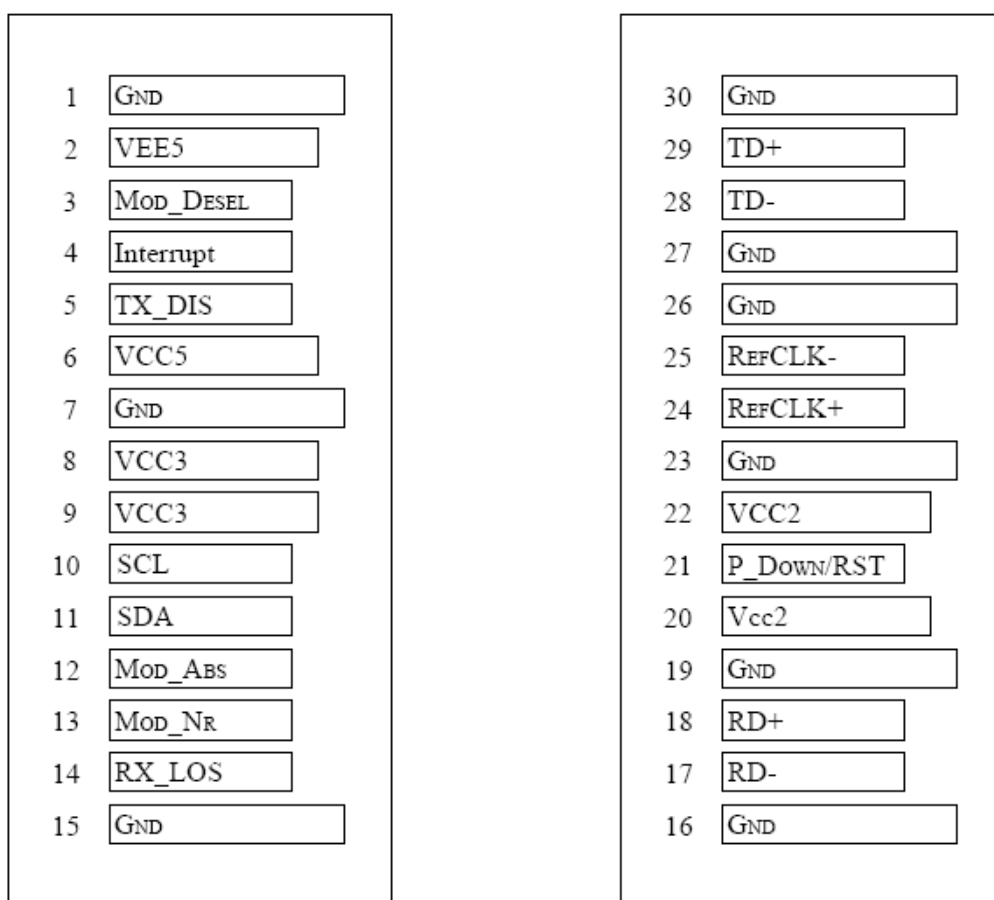 1 GND
2 VEE5
3 MOD_DESEL
4 Interrupt
5 TX_DIS
6 VCC5
7 GND
8 VCC3
9 VCC3
10 SCL
11 SDA
12 MOD_ABS
13 MOD_NR
14 RX_LOS
15 GND
30 GND
29 TD+
28 TD-
27 GND
26 GND
25 REFCLK-
24 REFCLK+
23 GND
22 VCC2
21 P_DOWN/RST
20 Vcc2
19 GND
18 RD+
17 RD-
16 GND